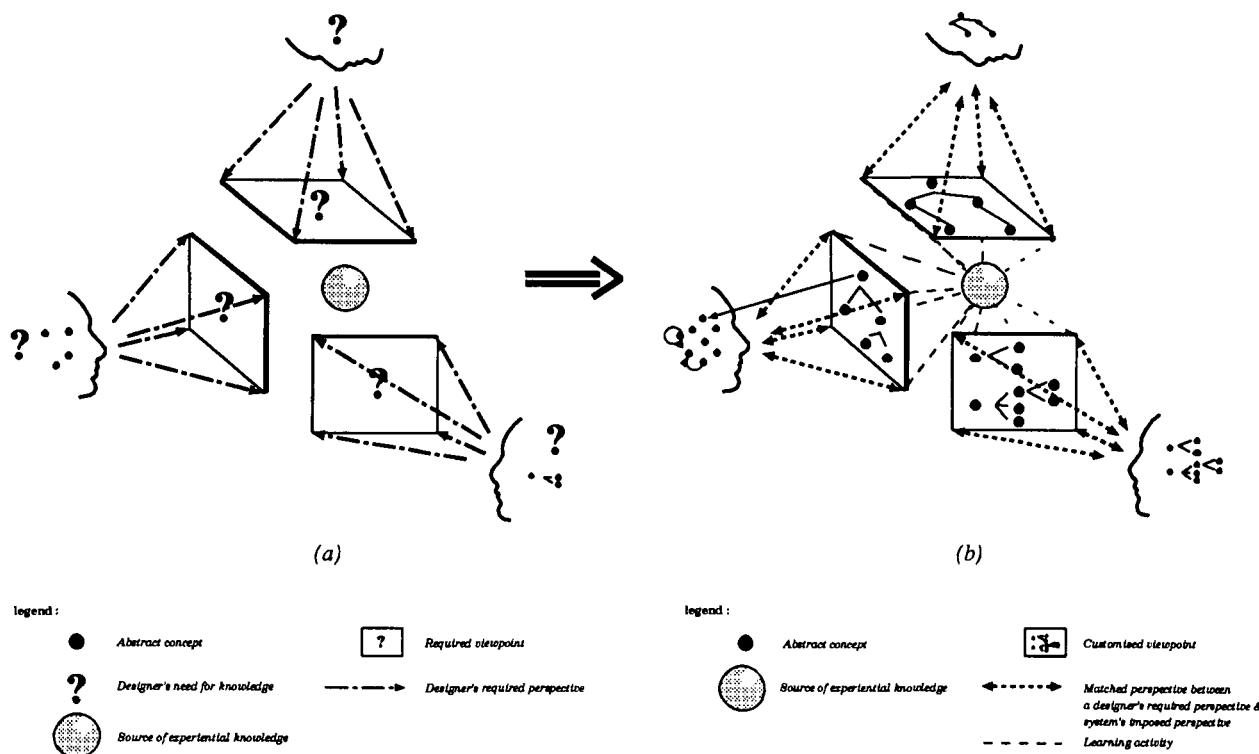 ?
?
?
?
?
?
(a)
(b)
legend :
Abstract concept
? Required viewpoint
? Designer's need for knowledge
Designer's required perspective
Source of experiential knowledge
legend :
Abstract concept
Customised viewpoint
Source of experiential knowledge
Matched perspective between
a designer's required perspective &
system's imposed perspective
Learning activity